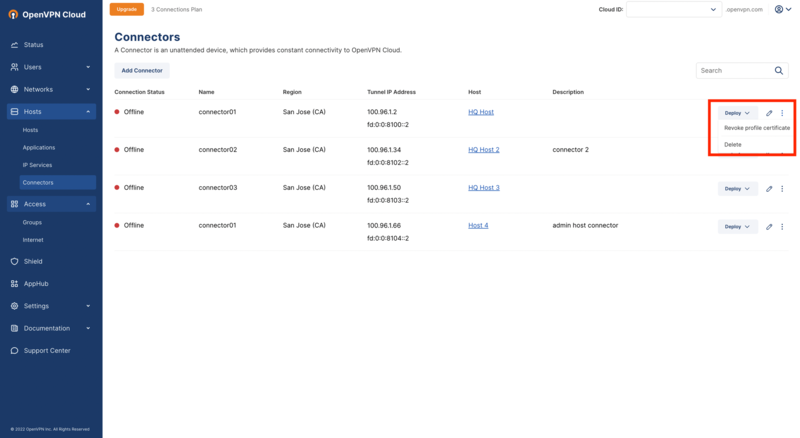 OpenVPN Cloud
Status
Users
Networks
Hosts
Hosts
Applications
IP Services
Connectors
Access
Groups
Internet
Shield
AppHub
Settings
Documentation
Support Center
© 2022 OpenVPN Inc. All Rights Reserved
Upgrade 3 Connections Plan Cloud ID: .openvpn.com
Connectors
A Connector is an unattended device, which provides constant connectivity to OpenVPN Cloud.
Add Connector Search
Connection Status Name Region Tunnel IP Address Host Description
Offline connector01 San Jose (CA) 100.96.1.2 HQ Host Deploy
fd:0:0:8100::2 Revoke profile certificate
Delete
Offline connector02 San Jose (CA) 100.96.1.34 HQ Host 2 connector 2
fd:0:0:8102::2
Offline connector03 San Jose (CA) 100.96.1.50 HQ Host 3 Deploy
fd:0:0:8103::2
Offline connector01 San Jose (CA) 100.96.1.66 Host 4 admin host connector Deploy
fd:0:0:8104::2